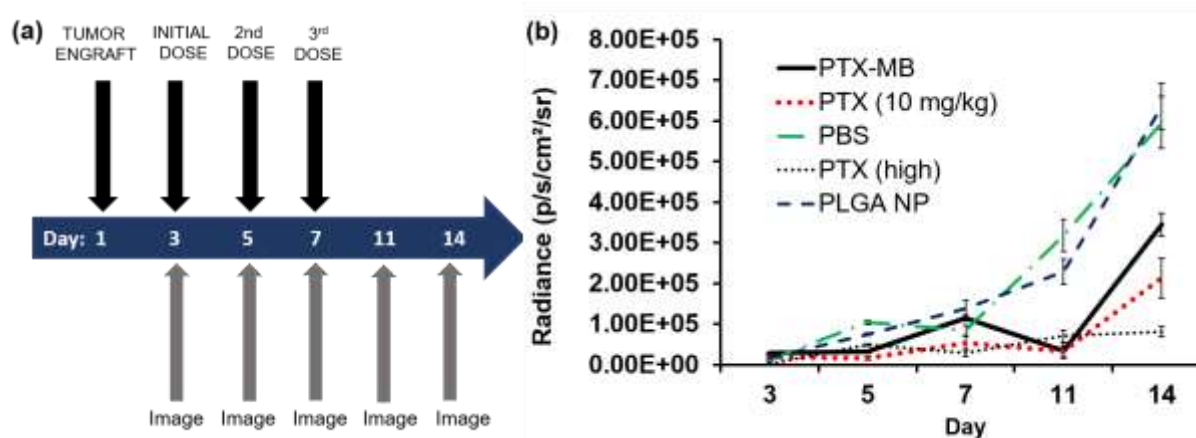 (a)
TUMOR
ENGRAFT
INITIAL
DOSE
2nd
DOSE
3rd
DOSE
Day: 1 3 5 7 11 14
Image Image Image Image Image
(b)
8.00E+05
7.00E+05
6.00E+05
5.00E+05
4.00E+05
3.00E+05
2.00E+05
1.00E+05
0.00E+00
Radiance (p/s/cm²/sr)
PTX-MB
PTX (10 mg/kg)
PBS
PTX (high)
PLGA NP
3 5 7 11 14
Day